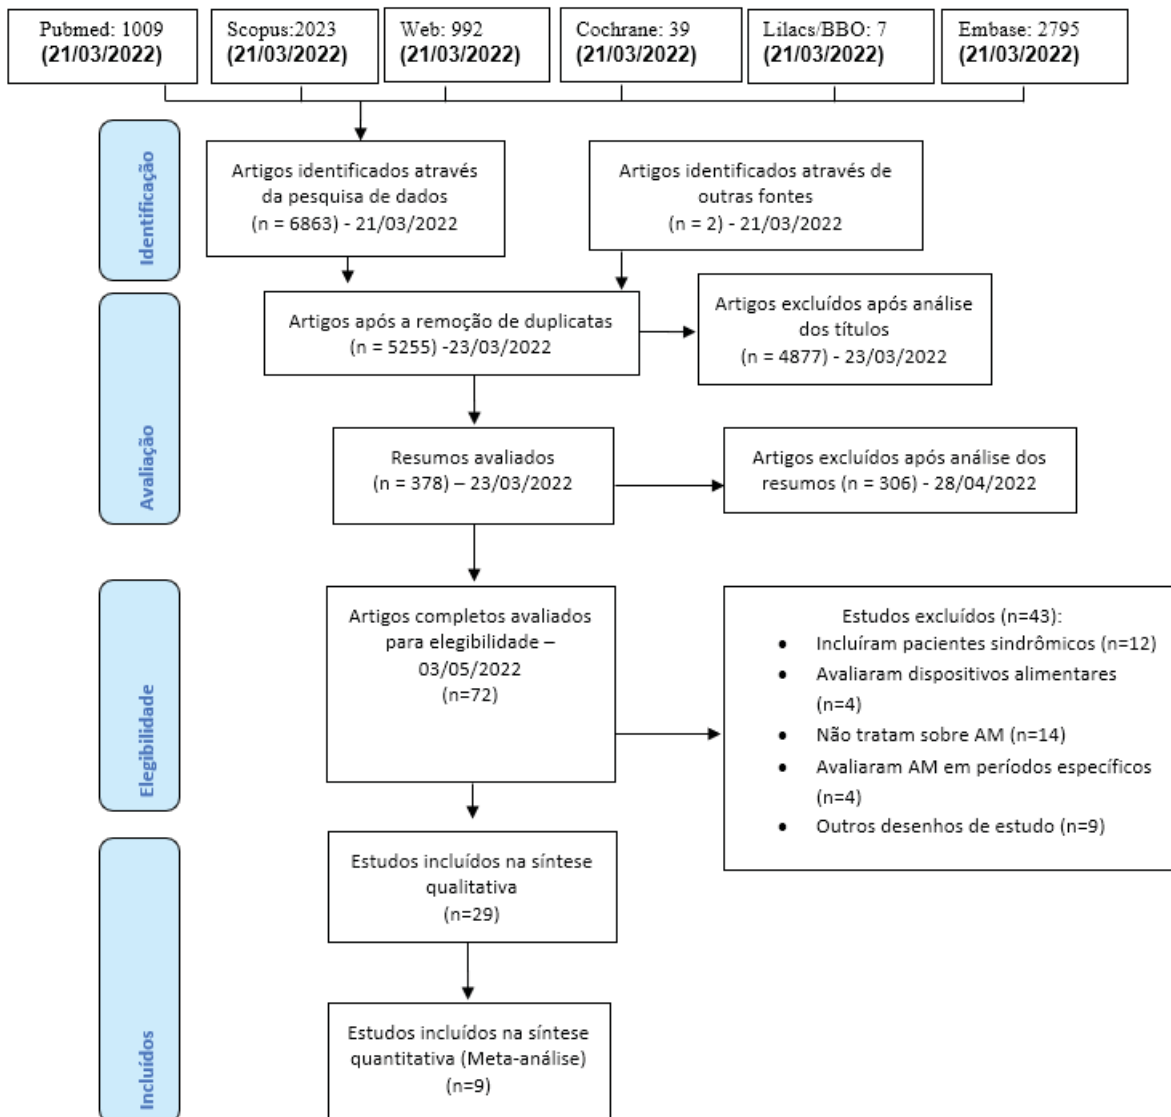 Pubmed: 1009
(21/03/2022)
Scopus:2023
(21/03/2022)
Web: 992
(21/03/2022)
Cochrane: 39
(21/03/2022)
Lilacs/BBO: 7
(21/03/2022)
Embase: 2795
(21/03/2022)
Identificação
Artigos identificados através
da pesquisa de dados
(n = 6863) - 21/03/2022
Artigos identificados através de
outras fontes
(n = 2) - 21/03/2022
Avaliação
Artigos após a remoção de duplicatas
(n = 5255) -23/03/2022
Artigos excluídos após análise
dos títulos
(n = 4877) - 23/03/2022
Resumos avaliados
(n = 378) – 23/03/2022
Artigos excluídos após análise dos
resumos (n = 306) - 28/04/2022
Elegibilidade
Artigos completos avaliados
para elegibilidade –
03/05/2022
(n=72)
Estudos excluídos (n=43):
• Incluíram pacientes sindrômicos (n=12)
• Avaliaram dispositivos alimentares
(n=4)
• Não tratam sobre AM (n=14)
• Avaliaram AM em períodos específicos
(n=4)
• Outros desenhos de estudo (n=9)
Incluídos
Estudos incluídos na síntese
qualitativa
(n=29)
Estudos incluídos na síntese
quantitativa (Meta-análise)
(n=9)